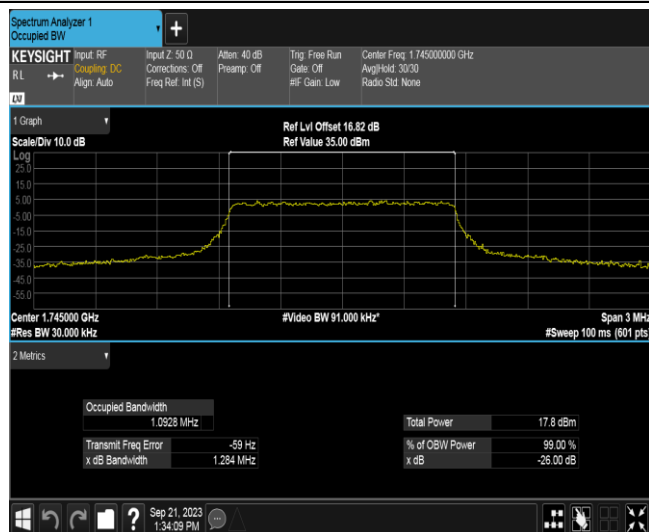 Spectrum Analyzer 1
Occupied BW
+
KEYSIGHT Input: RF Input Z: 50 Ω Atten: 40 dB Trig: Free Run Center Freq: 1.745000000 GHz
RL Coupling: DC Corrections: Off Preamp: Off Gate: Off Avg|Hold: 30/30
Align: Auto Freq Ref: Int (S) #IF Gain: Low Radio Std: None
LXI
1 Graph Ref Lvl Offset 16.82 dB
Scale/Div 10.0 dB Ref Value 35.00 dBm
Log
25.0
15.0
5.00
-5.00
-15.0
-25.0
-35.0
-45.0
-55.0
Center 1.745000 GHz #Video BW 91.000 kHz* Span 3 MHz
#Res BW 30.000 kHz #Sweep 100 ms (601 pts)
2 Metrics
Occupied Bandwidth
1.0928 MHz Total Power 17.8 dBm
Transmit Freq Error -59 Hz % of OBW Power 99.00 %
x dB Bandwidth 1.284 MHz x dB -26.00 dB
? Sep 21, 2023
1:34:09 PM